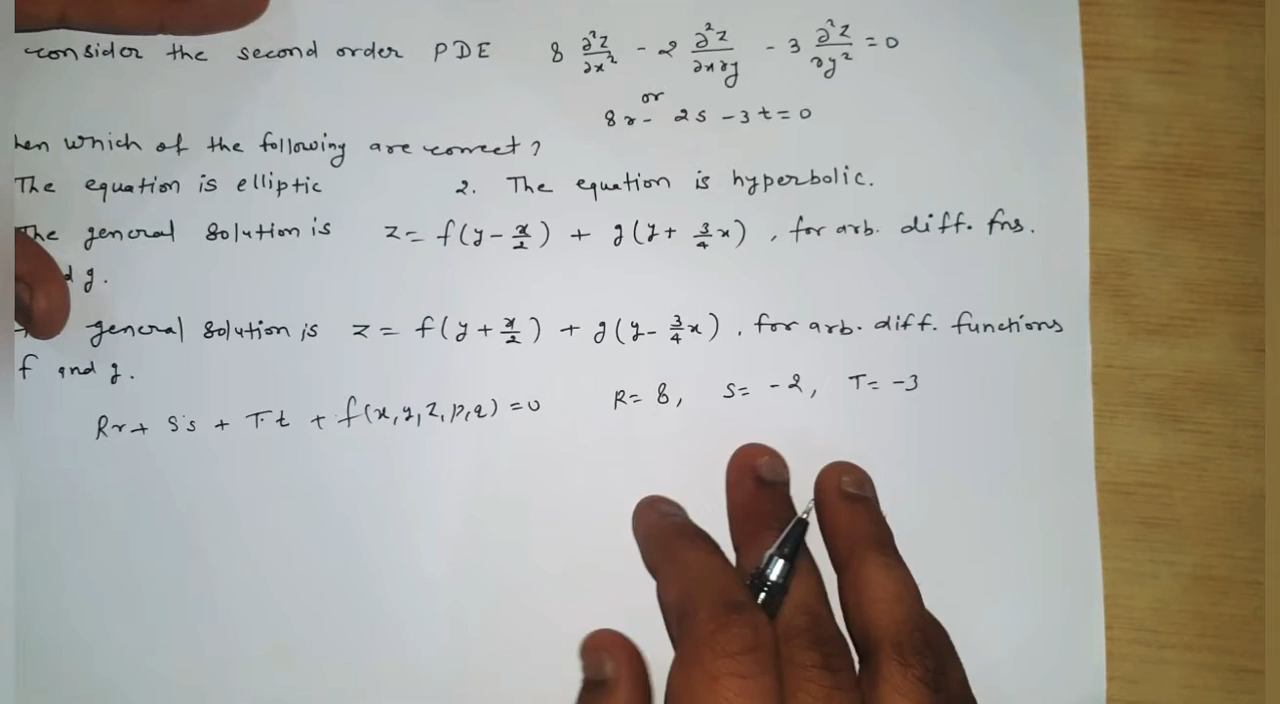 consider the second order PDE 8 ∂²z/∂x² - 2 ∂²z/∂x∂y - 3 ∂²z/∂y² = 0
or
8r - 2s - 3t = 0
hen which of the following are correct?
The equation is elliptic 2. The equation is hyperbolic.
The general solution is z = f(y - x/2) + g(y + 3/4 x), for arb. diff. fns.
d g.
general solution is z = f(y + x/2) + g(y - 3/4 x), for arb. diff. functions
f and g.
Rr + Ss + T.t + f(x,y,z,p,q) = 0 R = 8, S = -2, T = -3